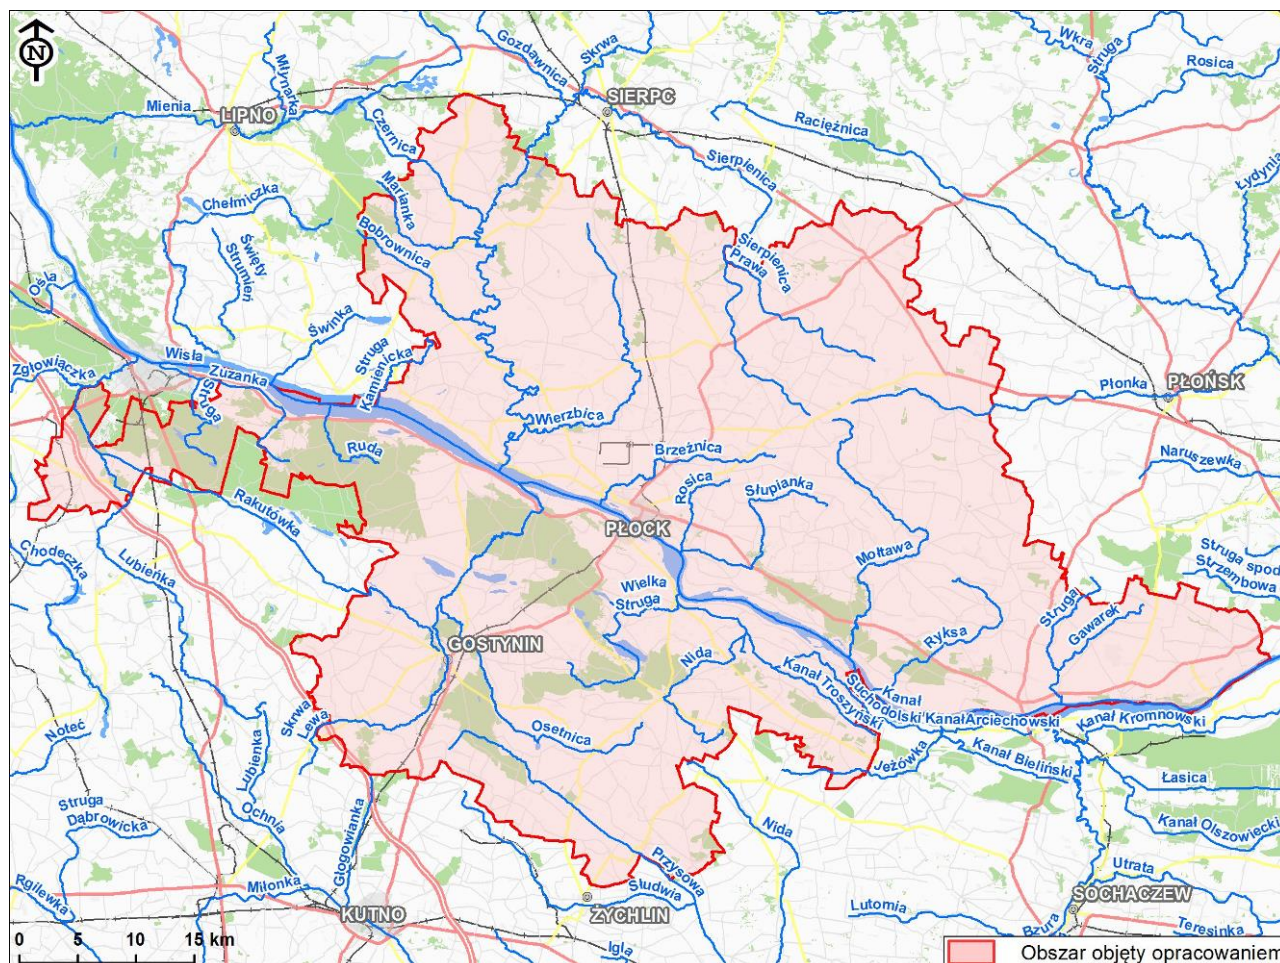 N
Gozdawnica
Skrwa
Wkra
Struga
Rosica
Młynarka
Mienia
LIPNO
SIERPC
Czernica
Raciężnica
Sierpienica
Łydynia
Marianka
Chełmiczka
Bobrownica
Święty
Strumień
Sierpienica
Prawa
Ośla
Świnka
Struga
Kamienicka
Wisła
Zgłowiączka
Zuzanka
Struga
Płonka
PŁOŃSK
Wierzbica
Ruda
Brzeźnica
Naruszewka
Rosica
Słupianka
Rakutówka
PŁOCK
Chodeczka
Lubieńka
Mołtawa
Struga spod
Strzembowa
Wielka
Struga
Struga
Gawarek
GOSTYNIN
Ryksa
Nida
Kanał Troszyński
Kanał
Suchodolski
Kanał Arciechowski
Kanał Kromnowski
Skrwa
Lewa
Osetnica
Noteć
Lubieńka
Jeżówka
Kanał Bieliński
Łasica
Struga
Dąbrowicka
Ochnia
Głogowianka
Nida
Kanał Olszowiecki
Przysowa
Utrata
Rgilewka
Miłonka
Słudwia
SOCHACZEW
KUTNO
ŻYCHLIN
Lutomia
Bzura
Teresinka
Igla
0 5 10 15 km
Obszar objęty opracowaniem